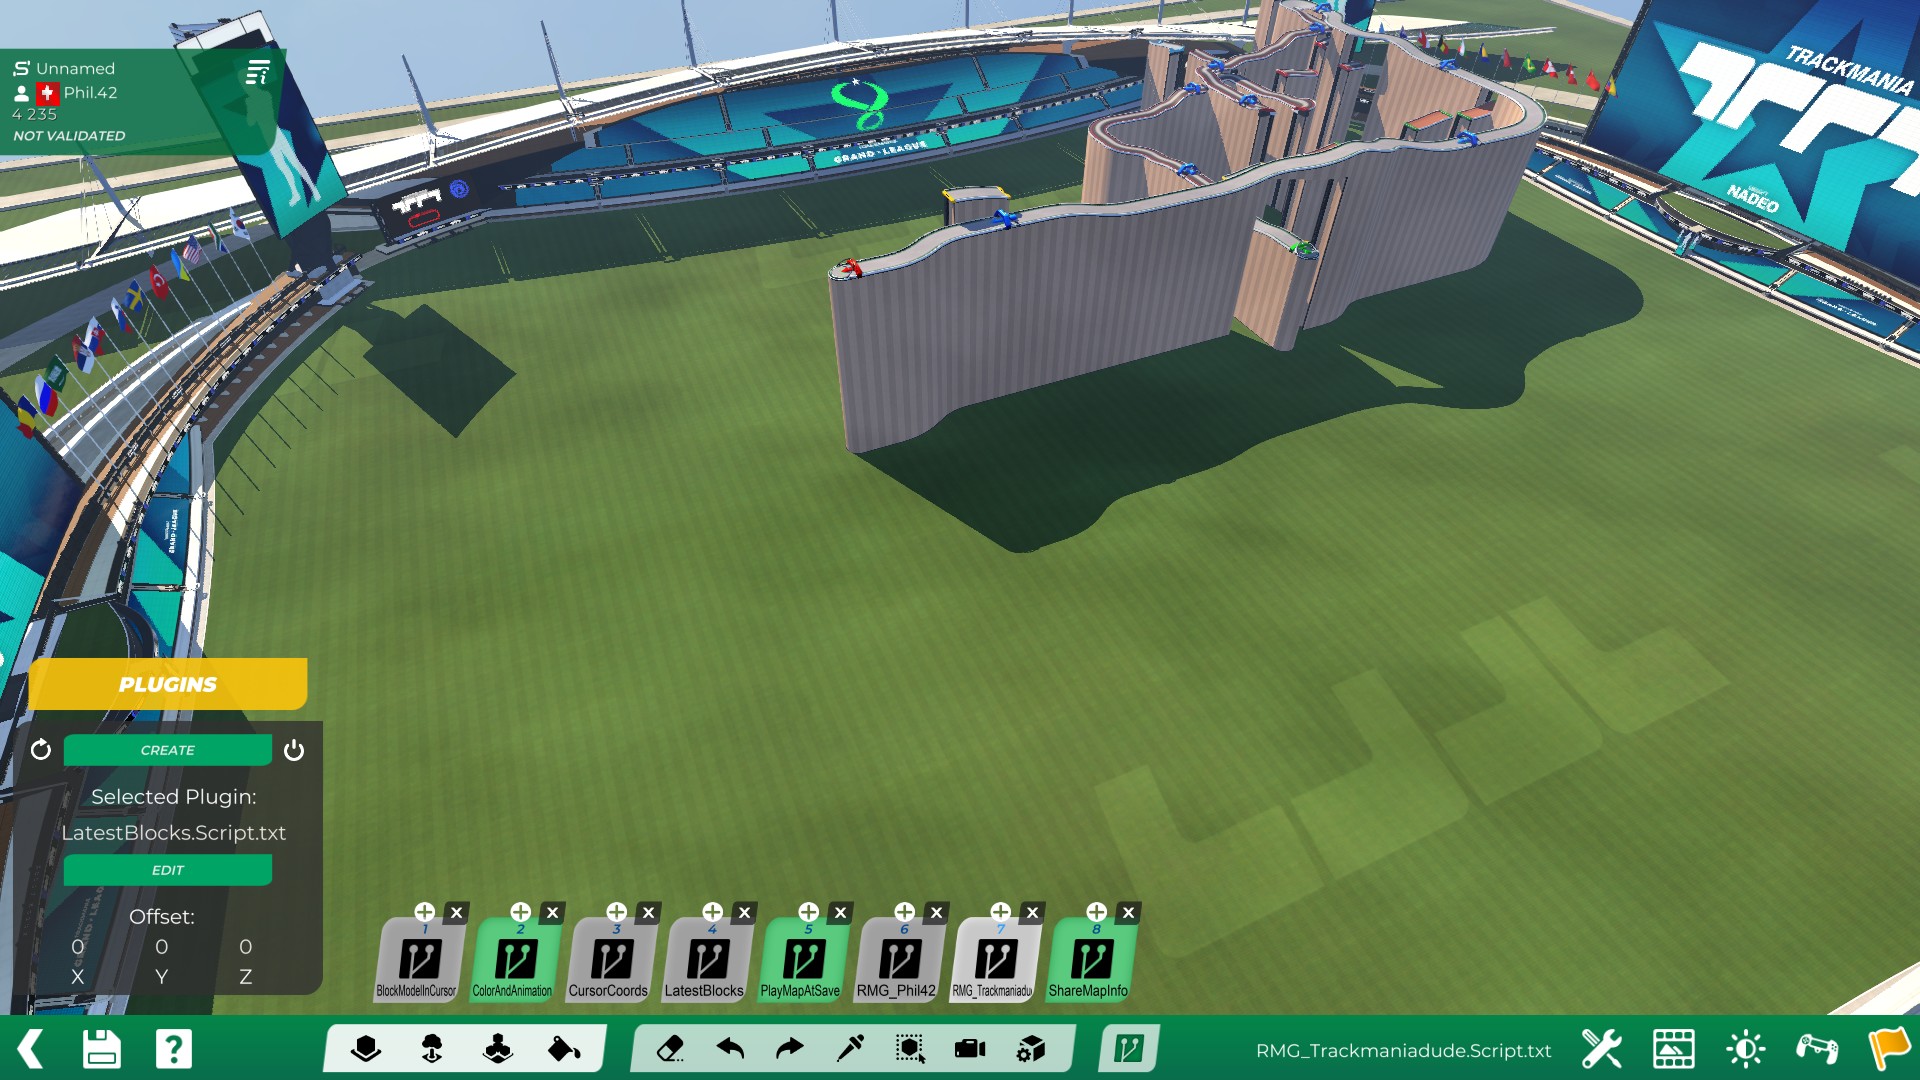 Unnamed
Phil.42
4 235
NOT VALIDATED
GRAND LEAGUE
TRACKMANIA
NADEO
PLUGINS
CREATE
Selected Plugin:
LatestBlocks.Script.txt
EDIT
Offset:
0 0 0
X Y Z
1 2 3 4 5 6 7 8
BlockModelInCursor ColorAndAnimation CursorCoords LatestBlocks PlayMapAtSave RMG_Phil42 RMG_Trackmaniadu ShareMapInfo
RMG_Trackmaniadude.Script.txt